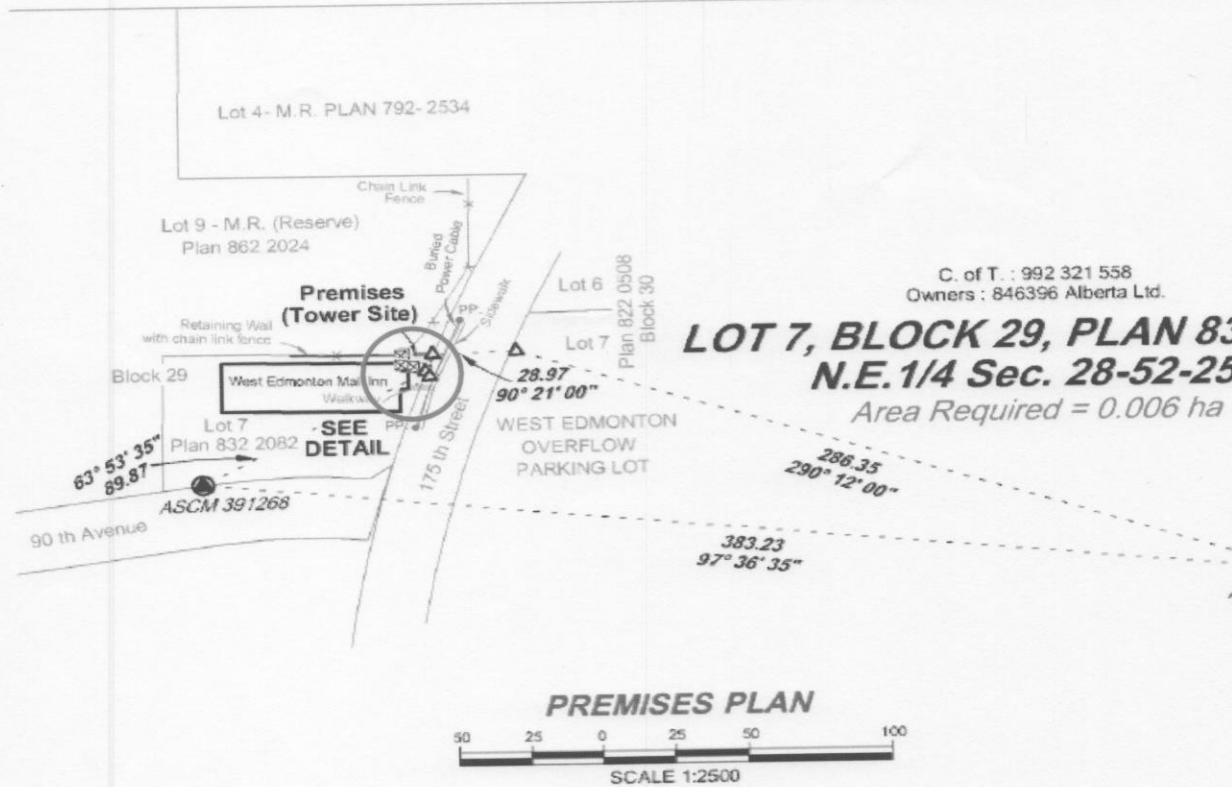 Lot 4- M.R. PLAN 792- 2534
Chain Link
Fence
Lot 9 - M.R. (Reserve)
Plan 862 2024
Buried
Power Cable
PP
Sidewalk
Lot 6
Plan 822 0508
Block 30
Lot 7
C. of T. : 992 321 558
Owners : 846396 Alberta Ltd.
LOT 7, BLOCK 29, PLAN 83
N.E.1/4 Sec. 28-52-25
Area Required = 0.006 ha
Premises
(Tower Site)
Retaining Wall
with chain link fence
Block 29
West Edmonton Mall Inn
Walkway
28.97
90° 21' 00"
Lot 7
Plan 832 2082
SEE
DETAIL
PP
175 th Street
WEST EDMONTON
OVERFLOW
PARKING LOT
63° 53' 35"
89.87
ASCM 391268
90 th Avenue
286.35
290° 12' 00"
383.23
97° 36' 35"
PREMISES PLAN
50 25 0 25 50 100
SCALE 1:2500